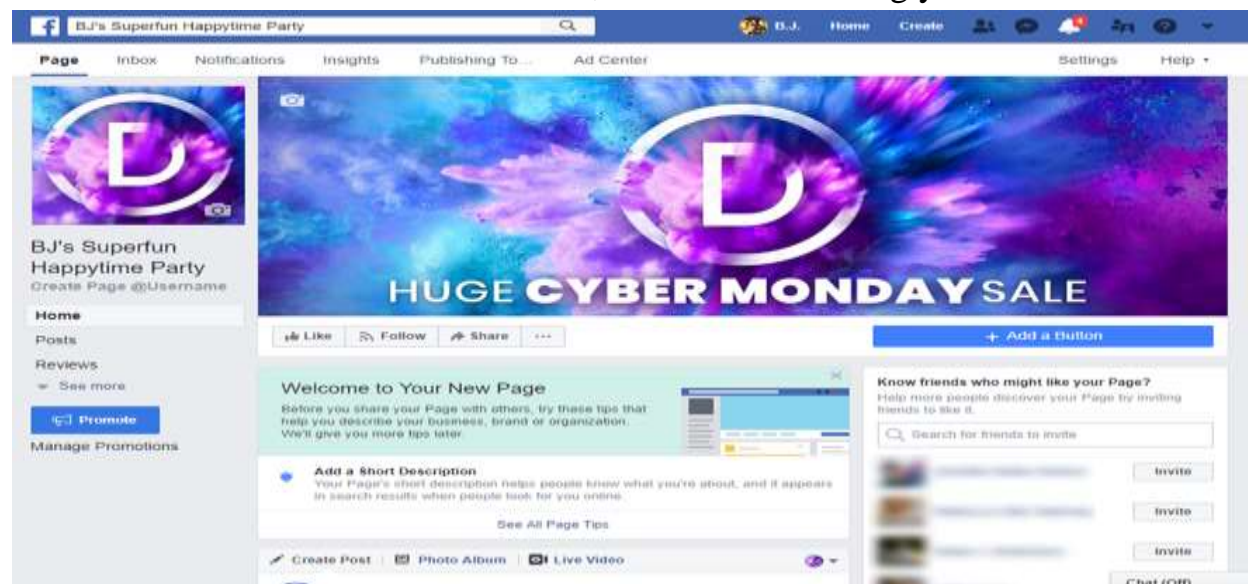 BJ's Superfun Happytime Party
B.J. Home Create
Page Inbox Notifications Insights Publishing To... Ad Center Settings Help
D
D
HUGE CYBER MONDAY SALE
BJ's Superfun
Happytime Party
Create Page @Username
Home
Posts
Reviews
See more
Promote
Manage Promotions
Like Follow Share ...
+ Add a Button
Welcome to Your New Page
Before you share your Page with others, try these tips that
help you describe your business, brand or organization.
We'll give you more tips later.
Add a Short Description
Your Page's short description helps people know what you're about, and it appears
in search results when people look for you online.
See All Page Tips
Create Post Photo Album Live Video
Know friends who might like your Page?
Help more people discover your Page by inviting
friends to like it.
Search for friends to invite
Invite
Invite
Invite
Chat (Off)